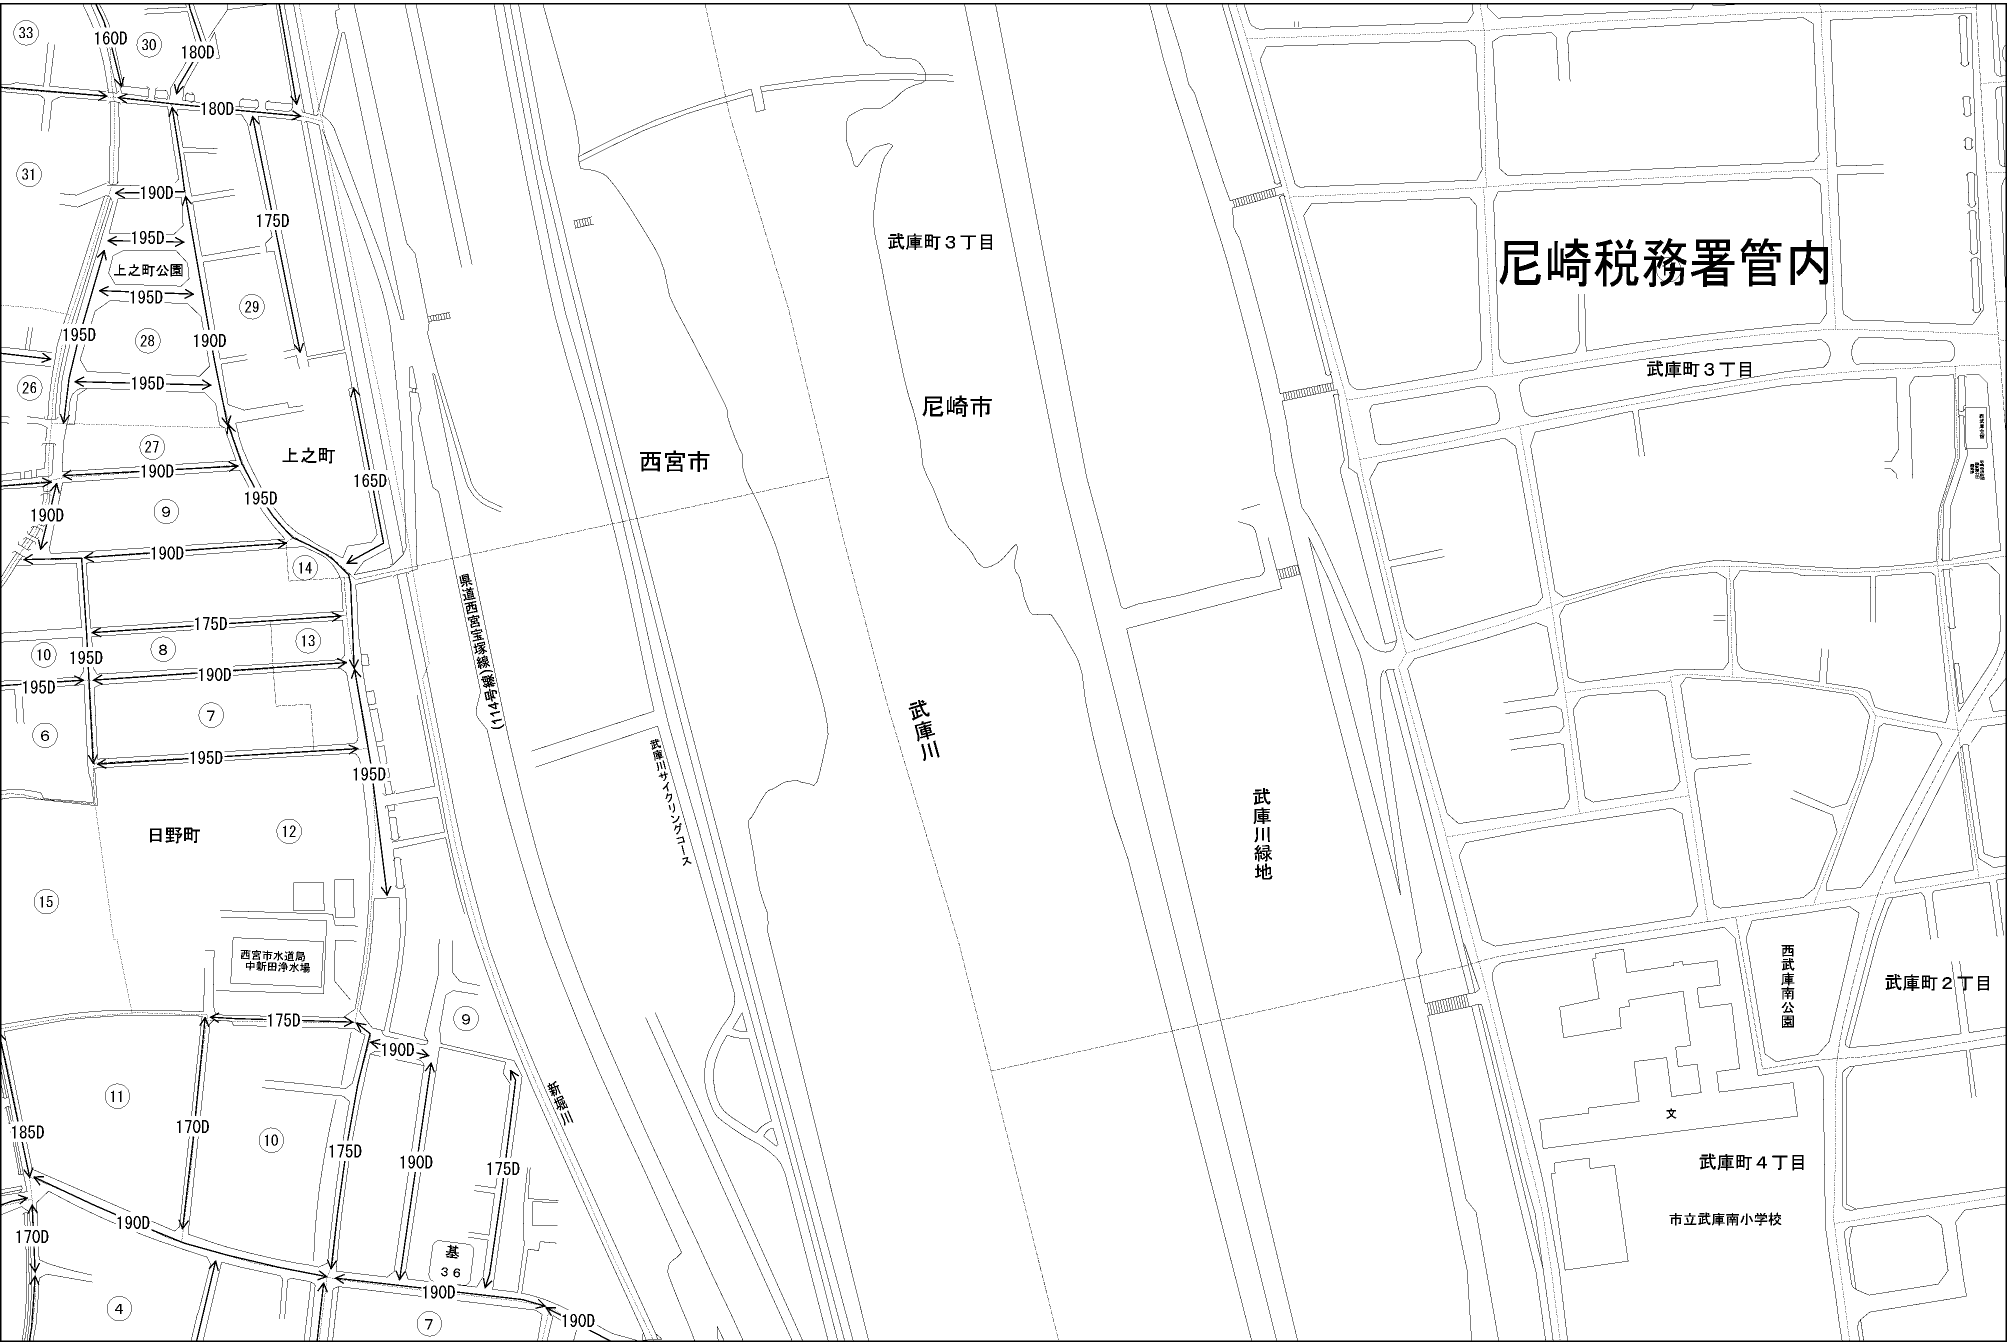 33
160D
30
180D
180D
31
190D
175D
195D
武庫町3丁目
尼崎税務署管内
上之町公園
195D
29
195D
28
190D
武庫町3丁目
26
195D
尼崎市
27
上之町
西宮市
190D
165D
195D
9
190D
190D
14
県道西宮宝塚線
(114号線)
175D
13
8
10
195D
190D
195D
7
6
武庫川
195D
195D
武庫川サイクリングコース
武庫川緑地
12
日野町
15
西宮市水道局
中新田浄水場
西武庫南公園
武庫町2丁目
175D
9
190D
新堀川
11
文
185D
170D
10
175D
190D
175D
武庫町4丁目
190D
市立武庫南小学校
170D
基
36
190D
4
7
190D